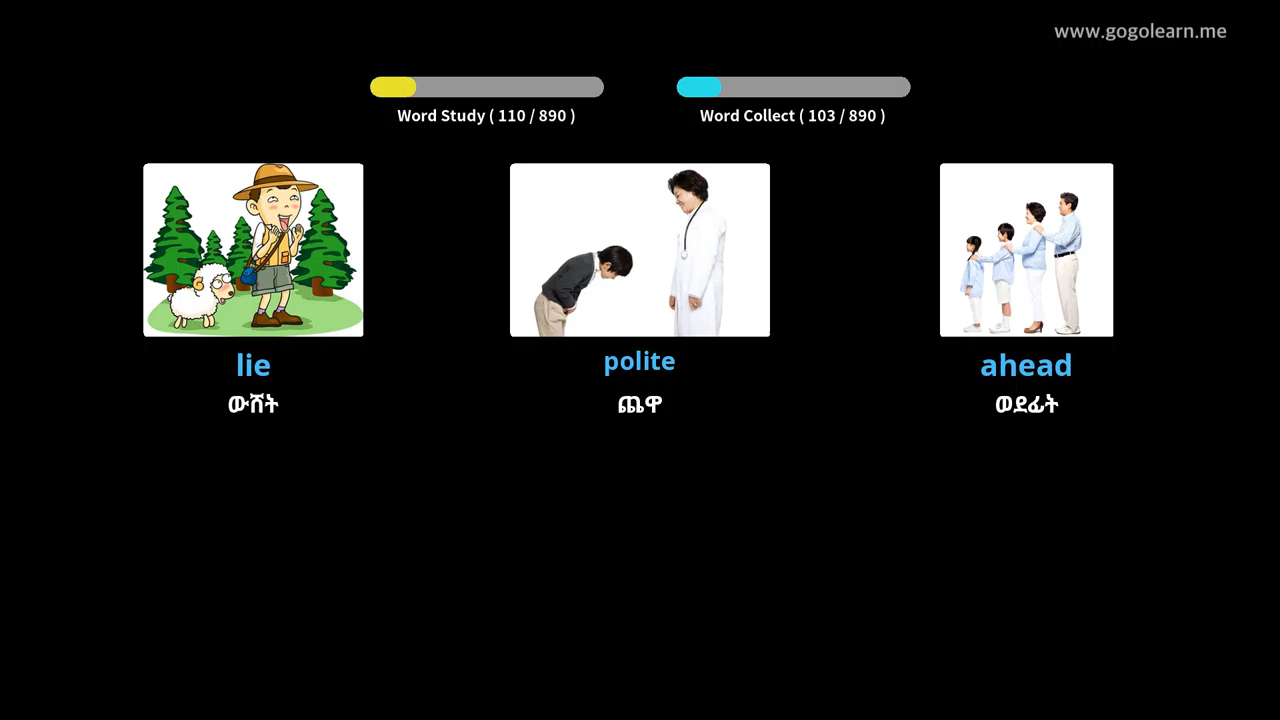 www.gogolearn.me
Word Study ( 110 / 890 )
Word Collect ( 103 / 890 )
lie
polite
ahead
ውሸት
ጨዋ
ወደፊት